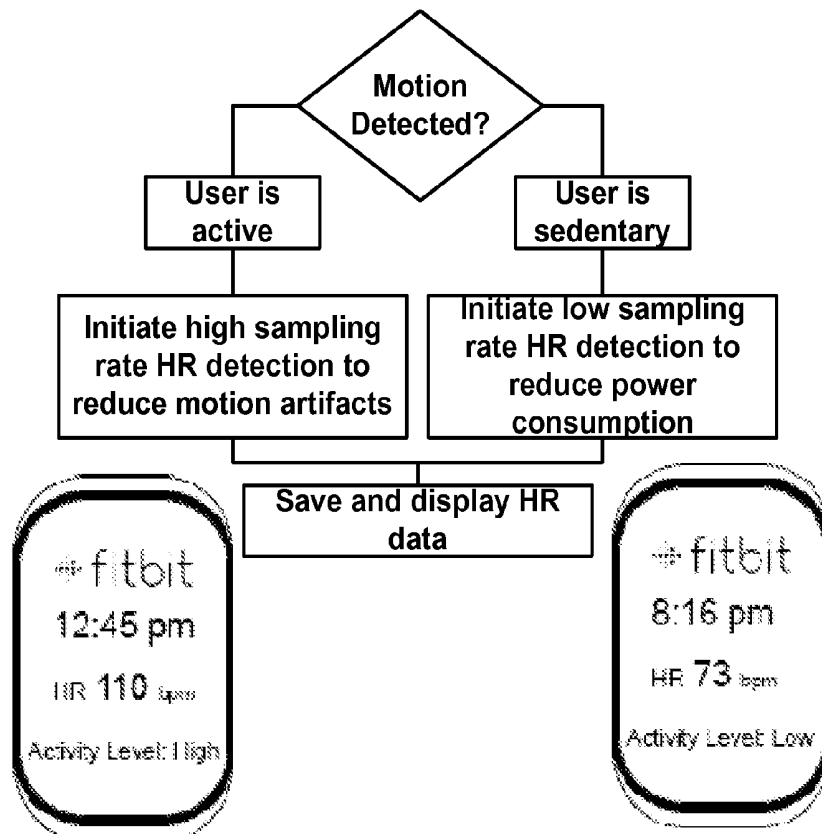 Motion
Detected?
User is
active
User is
sedentary
Initiate high sampling
rate HR detection to
reduce motion artifacts
Initiate low sampling
rate HR detection to
reduce power
consumption
Save and display HR
data
fitbit
12:45 pm
HR 110 bpm
Activity Level: High
fitbit
8:16 pm
HR 73 bpm
Activity Level: Low